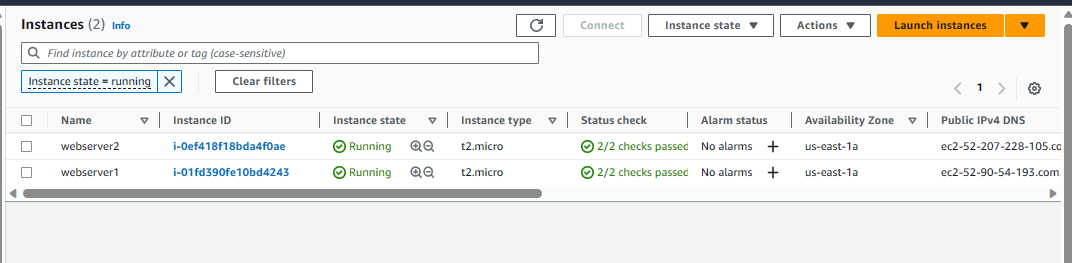 Instances (2) Info Connect Instance state Actions Launch instances
Find instance by attribute or tag (case-sensitive)
Instance state = running Clear filters
1
Name Instance ID Instance state Instance type Status check Alarm status Availability Zone Public IPv4 DNS
webserver2 i-0ef418f18bda4f0ae Running t2.micro 2/2 checks passed No alarms us-east-1a ec2-52-207-228-105.co
webserver1 i-01fd390fe10bd4243 Running t2.micro 2/2 checks passed No alarms us-east-1a ec2-52-90-54-193.com